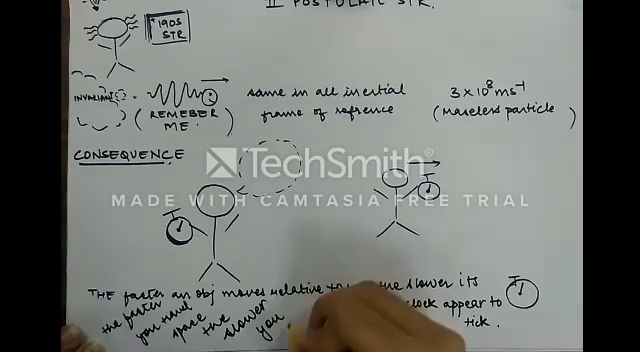 II POSTULATE STR.
1905
STR
INVARIANT
(REMEBER
ME.)
same in all inertial
frame of refrence
3 × 10⁸ ms⁻¹
(Maseless particle)
CONSEQUENCE
TechSmith®
MADE WITH CAMTASIA FREE TRIAL
THE faster an obj moves relative to the slower its
clock appear to
tick.
the faster
you travel
space
the
slower
you